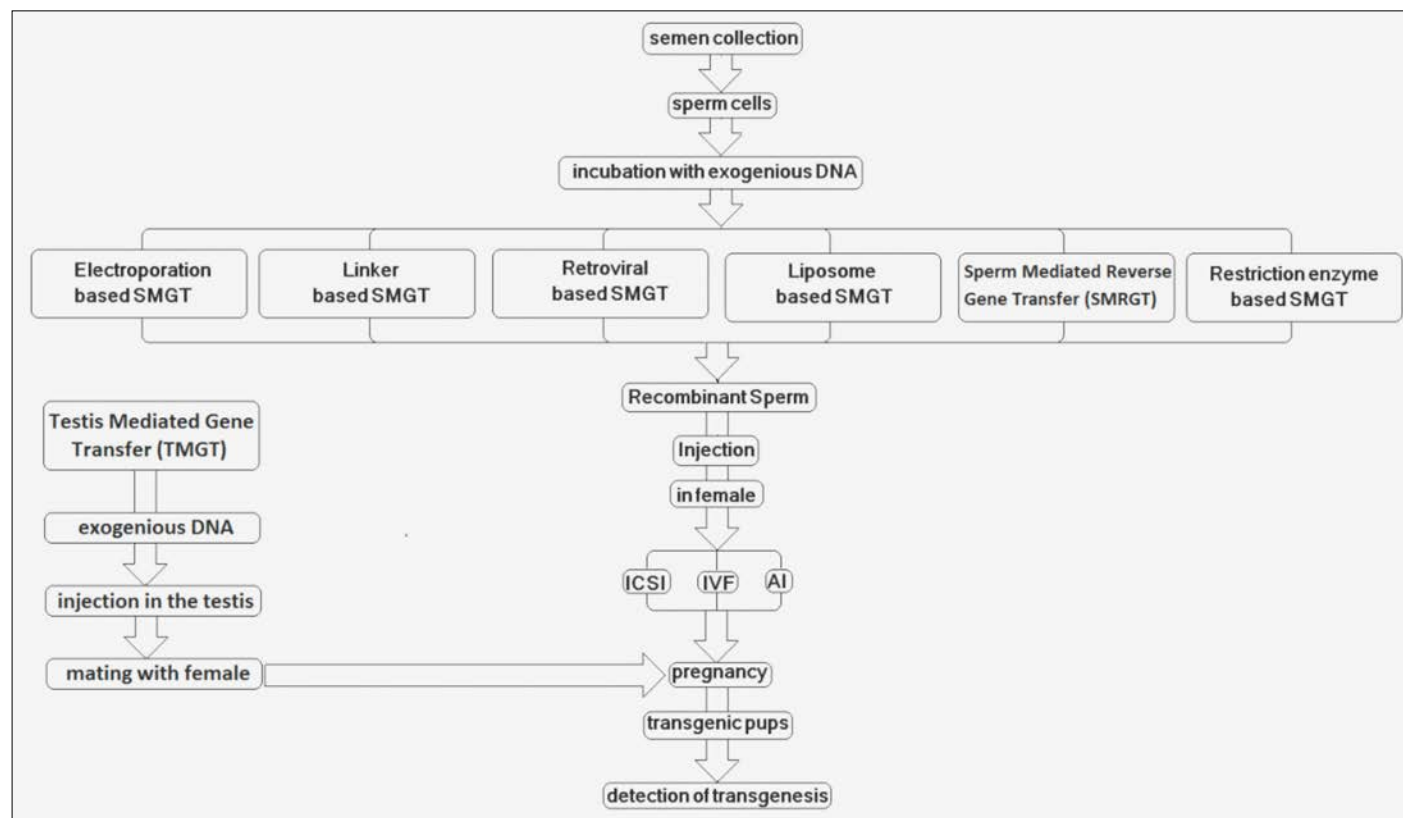 semen collection
sperm cells
incubation with exogenious DNA
Electroporation
based SMGT
Linker
based SMGT
Retroviral
based SMGT
Liposome
based SMGT
Sperm Mediated Reverse
Gene Transfer (SMRGT)
Restriction enzyme
based SMGT
Recombinant Sperm
Injection
in female
ICSI
IVF
AI
Testis Mediated Gene
Transfer (TMGT)
exogenious DNA
injection in the testis
mating with female
pregnancy
transgenic pups
detection of transgenesis